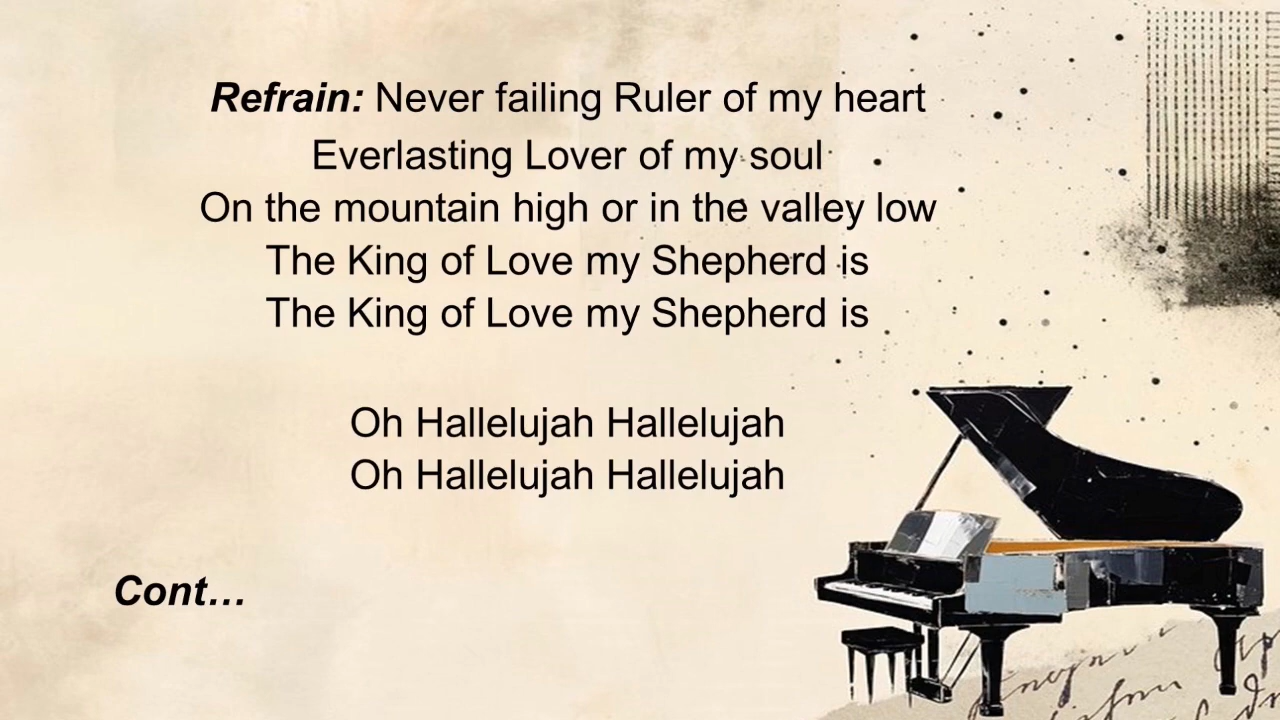 Refrain: Never failing Ruler of my heart
Everlasting Lover of my soul
On the mountain high or in the valley low
The King of Love my Shepherd is
The King of Love my Shepherd is
Oh Hallelujah Hallelujah
Oh Hallelujah Hallelujah
Cont…